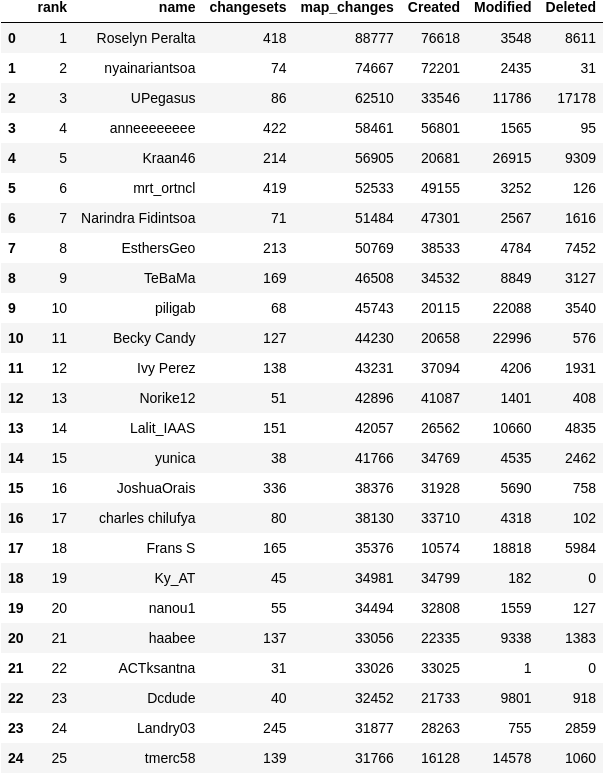 rank name changesets map_changes Created Modified Deleted
0 1 Roselyn Peralta 418 88777 76618 3548 8611
1 2 nyainariantsoa 74 74667 72201 2435 31
2 3 UPegasus 86 62510 33546 11786 17178
3 4 anneeeeeeee 422 58461 56801 1565 95
4 5 Kraan46 214 56905 20681 26915 9309
5 6 mrt_ortncl 419 52533 49155 3252 126
6 7 Narindra Fidintsoa 71 51484 47301 2567 1616
7 8 EsthersGeo 213 50769 38533 4784 7452
8 9 TeBaMa 169 46508 34532 8849 3127
9 10 piligab 68 45743 20115 22088 3540
10 11 Becky Candy 127 44230 20658 22996 576
11 12 Ivy Perez 138 43231 37094 4206 1931
12 13 Norike12 51 42896 41087 1401 408
13 14 Lalit_IAAS 151 42057 26562 10660 4835
14 15 yunica 38 41766 34769 4535 2462
15 16 JoshuaOrais 336 38376 31928 5690 758
16 17 charles chilufya 80 38130 33710 4318 102
17 18 Frans S 165 35376 10574 18818 5984
18 19 Ky_AT 45 34981 34799 182 0
19 20 nanou1 55 34494 32808 1559 127
20 21 haabee 137 33056 22335 9338 1383
21 22 ACTksantna 31 33026 33025 1 0
22 23 Dcdude 40 32452 21733 9801 918
23 24 Landry03 245 31877 28263 755 2859
24 25 tmerc58 139 31766 16128 14578 1060